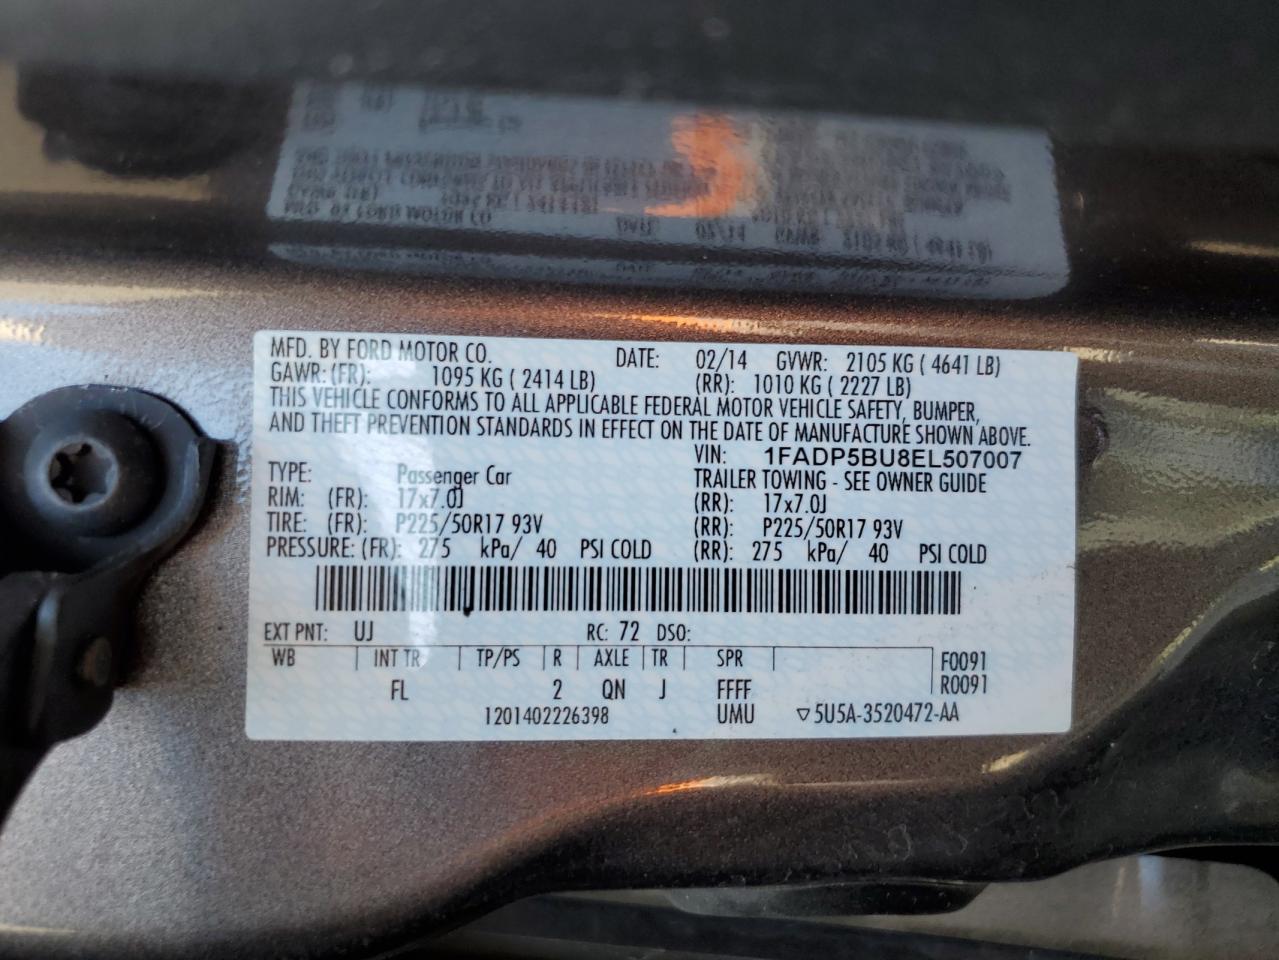 MFD. BY FORD MOTOR CO. DATE: 02/14 GVWR: 2105 KG ( 4641 LB)
GAWR: (FR): 1095 KG ( 2414 LB) (RR): 1010 KG ( 2227 LB)
THIS VEHICLE CONFORMS TO ALL APPLICABLE FEDERAL MOTOR VEHICLE SAFETY, BUMPER,
AND THEFT PREVENTION STANDARDS IN EFFECT ON THE DATE OF MANUFACTURE SHOWN ABOVE.
VIN: 1FADP5BU8EL507007
TYPE: Passenger Car TRAILER TOWING - SEE OWNER GUIDE
RIM: (FR): 17x7.0J (RR): 17x7.0J
TIRE: (FR): P225/50R17 93V (RR): P225/50R17 93V
PRESSURE: (FR): 275 kPa/ 40 PSI COLD (RR): 275 kPa/ 40 PSI COLD
EXT PNT: UJ RC: 72 DSO:
WB INT TR TP/PS R AXLE TR SPR F0091
FL 2 QN J FFFF R0091
1201402226398 UMU ▽5U5A-3520472-AA